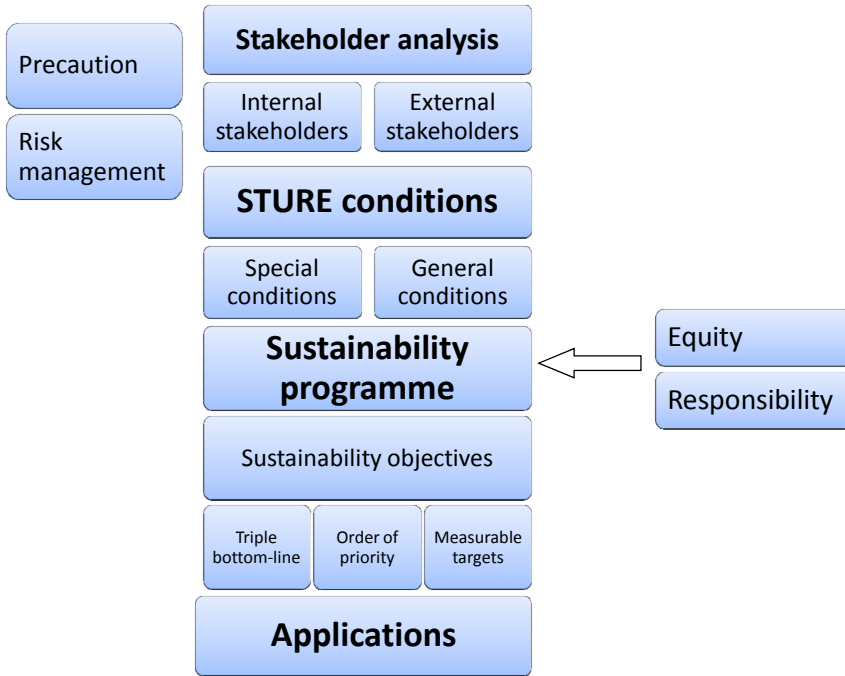 Precaution
Risk
management
Stakeholder analysis
Internal
stakeholders
External
stakeholders
STURE conditions
Special
conditions
General
conditions
Sustainability
programme
Equity
Responsibility
Sustainability objectives
Triple
bottom-line
Order of
priority
Measurable
targets
Applications